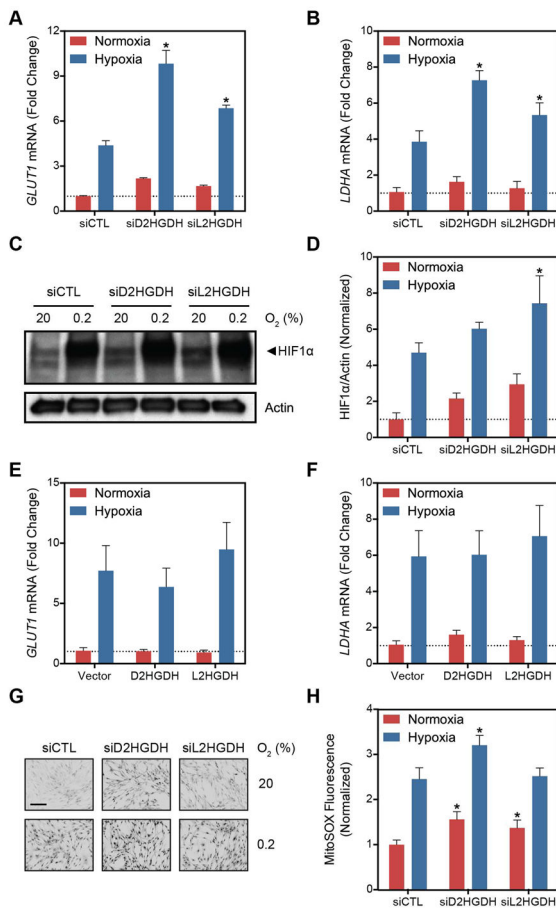 A
GLUT1 mRNA (Fold Change)
12
9
6
3
0
Normoxia
Hypoxia
*
*
siCTL
siD2HGDH
siL2HGDH
B
LDHA mRNA (Fold Change)
10
8
6
4
2
0
Normoxia
Hypoxia
*
*
siCTL
siD2HGDH
siL2HGDH
C
siCTL
siD2HGDH
siL2HGDH
20
0.2
20
0.2
20
0.2
O2 (%)
◄HIF1α
Actin
D
HIF1α/Actin (Normalized)
10
8
6
4
2
0
Normoxia
Hypoxia
*
siCTL
siD2HGDH
siL2HGDH
E
GLUT1 mRNA (Fold Change)
15
10
5
0
Normoxia
Hypoxia
Vector
D2HGDH
L2HGDH
F
LDHA mRNA (Fold Change)
10
8
6
4
2
0
Normoxia
Hypoxia
Vector
D2HGDH
L2HGDH
G
siCTL
siD2HGDH
siL2HGDH
O2 (%)
20
0.2
H
MitoSOX Fluorescence
(Normalized)
4
3
2
1
0
Normoxia
Hypoxia
*
*
*
siCTL
siD2HGDH
siL2HGDH